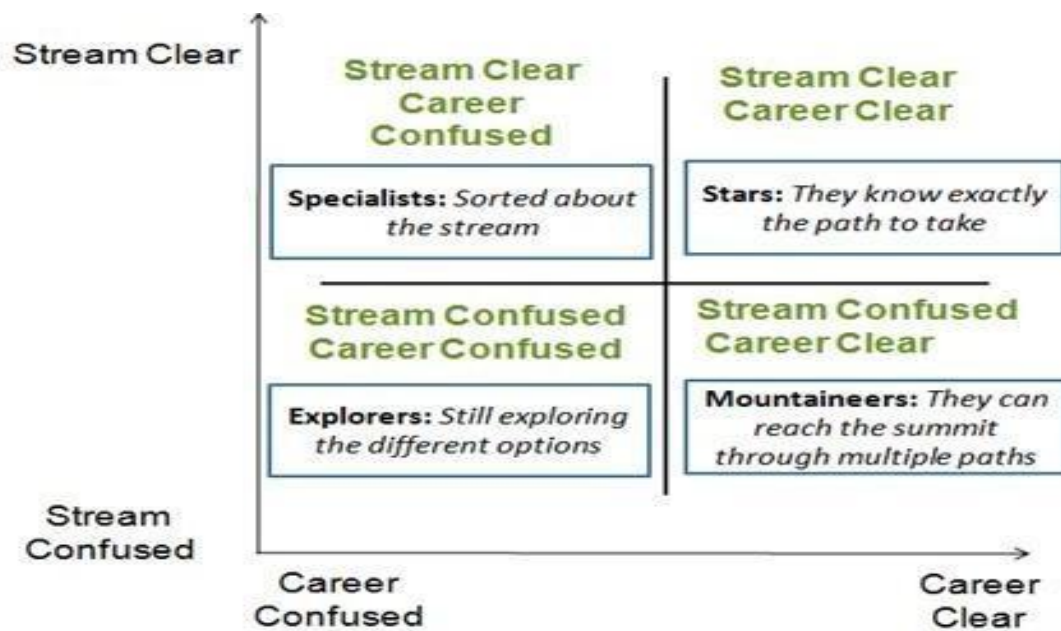 Stream Clear
Stream Clear
Career
Confused
Stream Clear
Career Clear
Specialists: Sorted about
the stream
Stars: They know exactly
the path to take
Stream Confused
Career Confused
Stream Confused
Career Clear
Explorers: Still exploring
the different options
Mountaineers: They can
reach the summit
through multiple paths
Stream
Confused
Career
Confused
Career
Clear